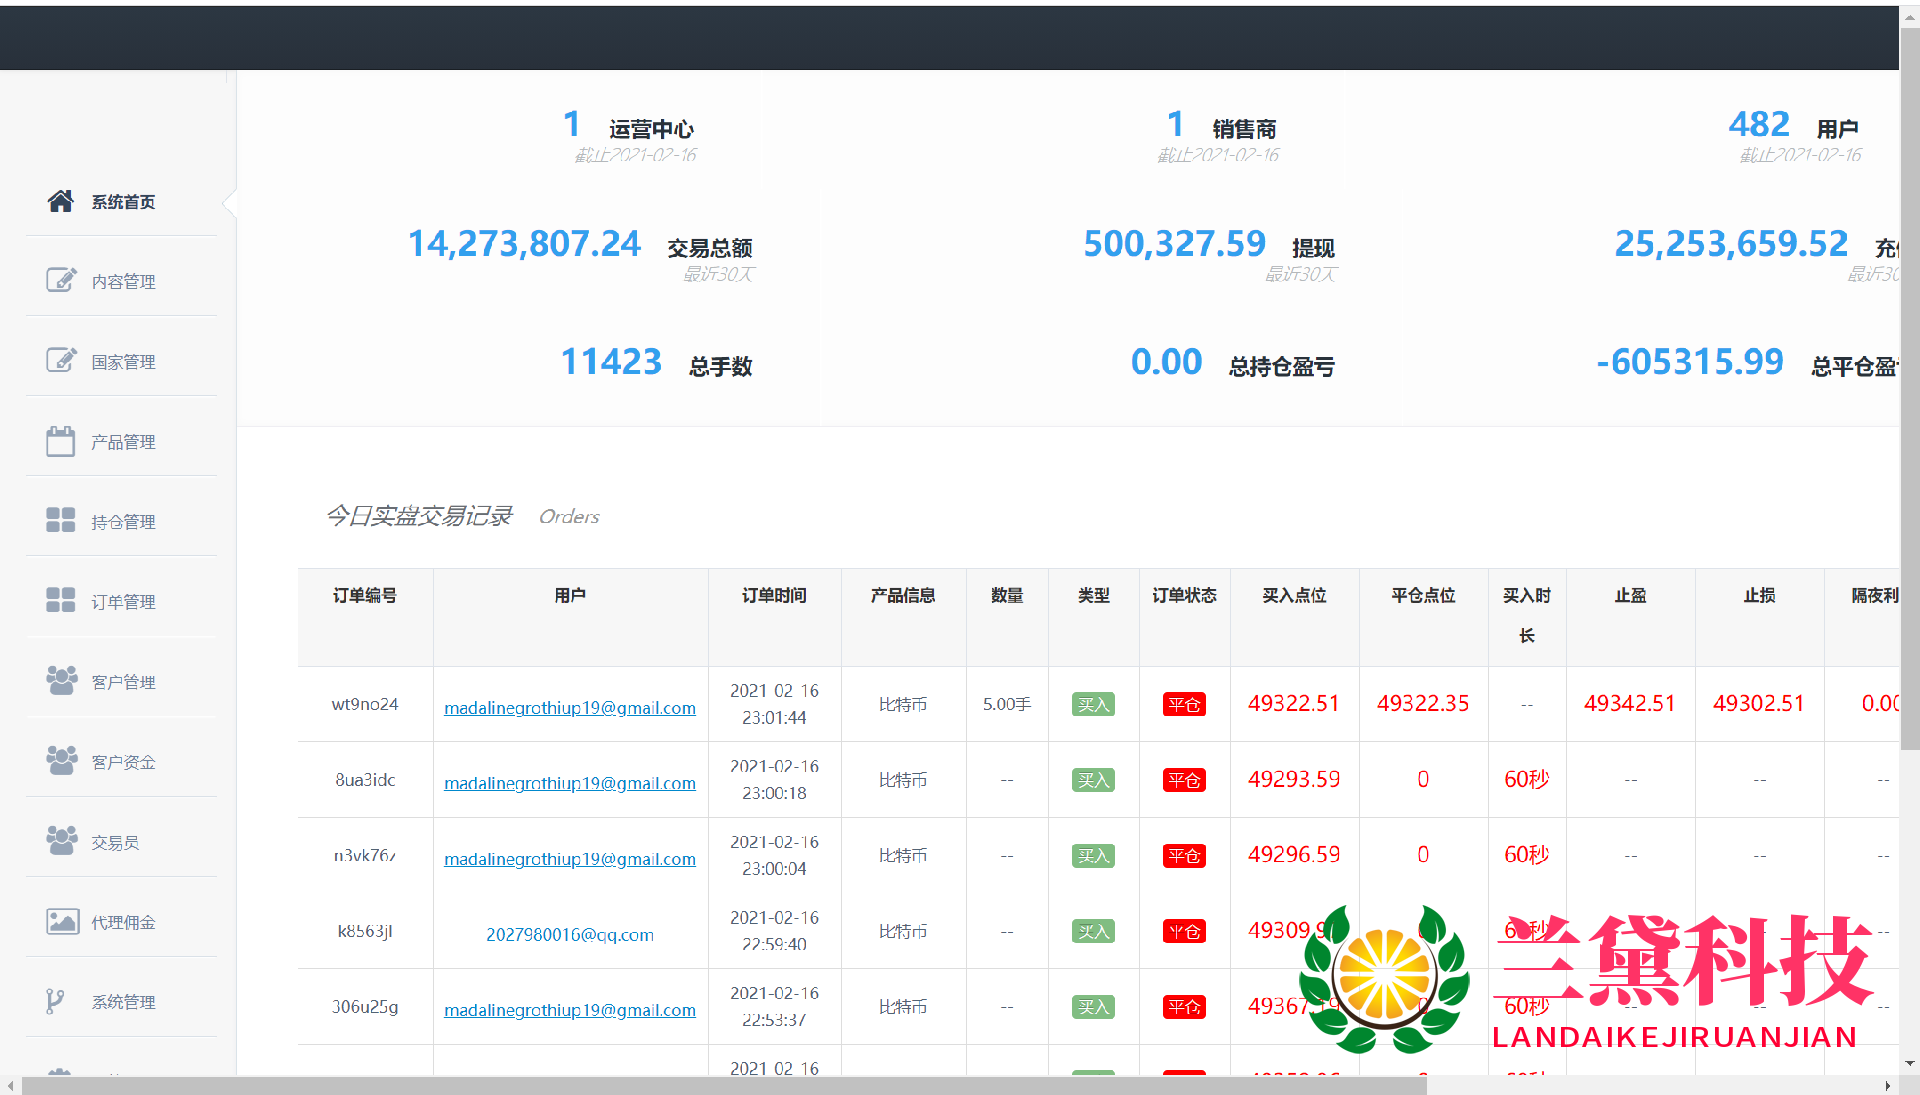 1 运营中心
截止2021-02-16
1 销售商
截止2021-02-16
482 用户
截止2021-02-16
14,273,807.24 交易总额
最近30天
500,327.59 提现
最近30天
25,253,659.52 充
最近30
11423 总手数
0.00 总持仓盈亏
-605315.99 总平仓盈
系统首页
内容管理
国家管理
产品管理
持仓管理
订单管理
客户管理
客户资金
交易员
代理佣金
系统管理
今日实盘交易记录 Orders
订单编号 用户 订单时间 产品信息 数量 类型 订单状态 买入点位 平仓点位 买入时长 止盈 止损 隔夜利
wt9no24 madalinegrothiup19@gmail.com 2021-02-16 23:01:44 比特币 5.00手 买入 平仓 49322.51 49322.35 -- 49342.51 49302.51 0.00
8ua3idc madalinegrothiup19@gmail.com 2021-02-16 23:00:18 比特币 -- 买入 平仓 49293.59 0 60秒 -- -- --
n3vk76z madalinegrothiup19@gmail.com 2021-02-16 23:00:04 比特币 -- 买入 平仓 49296.59 0 60秒 -- -- --
k8563jl 2027980016@qq.com 2021-02-16 22:59:40 比特币 -- 买入 平仓 49309.9 60秒 --
306u25g madalinegrothiup19@gmail.com 2021-02-16 22:53:37 比特币 -- 买入 平仓 49367.19 0 60秒 -- -- --
2021-02-16
兰黛科技
LANDAIKEJIRUANJIAN